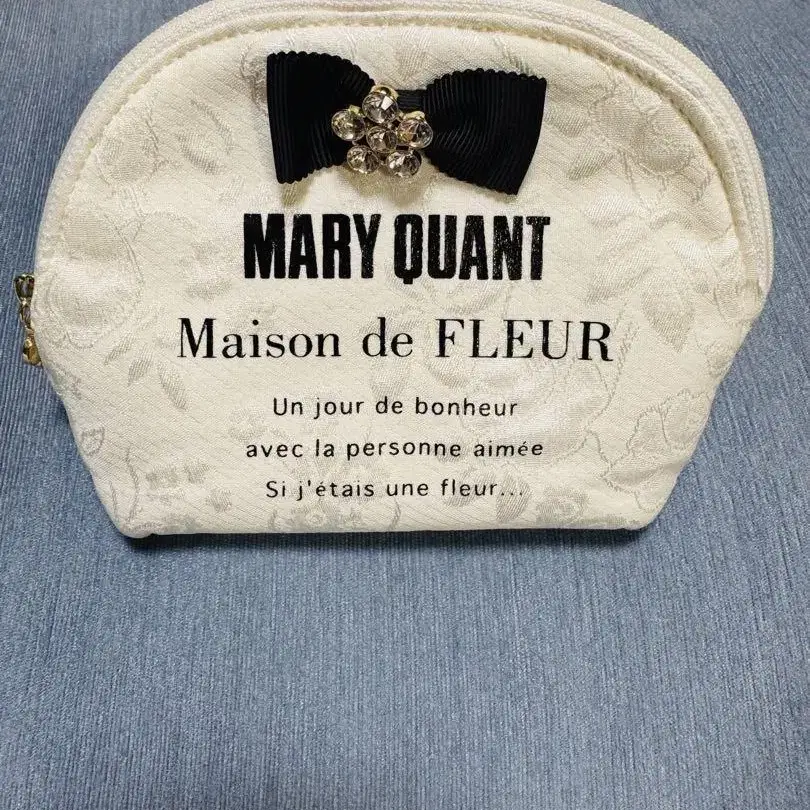 MARY QUANT
Maison de FLEUR
Un jour de bonheur
avec la personne aimée
Si j'étais une fleur...